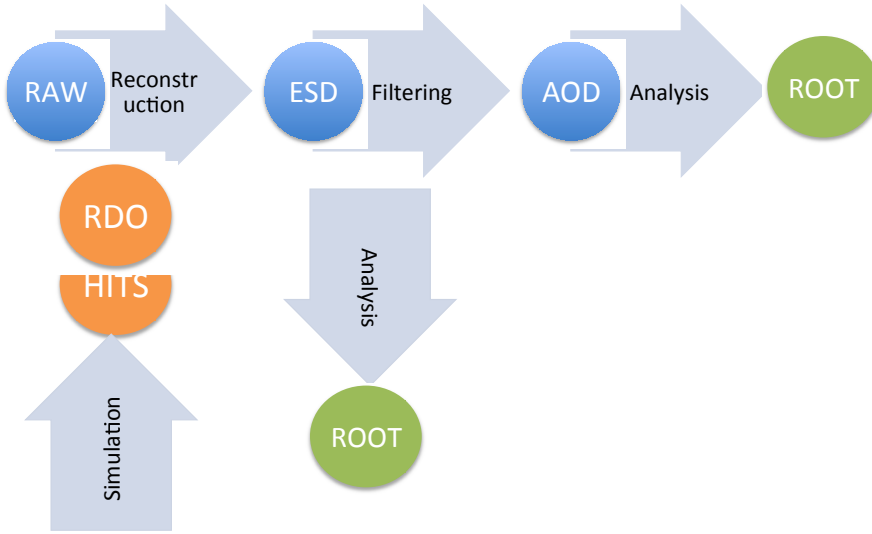 RAW
Reconstr
uction
ESD
Filtering
AOD
Analysis
ROOT
RDO
HITS
Simulation
Analysis
ROOT